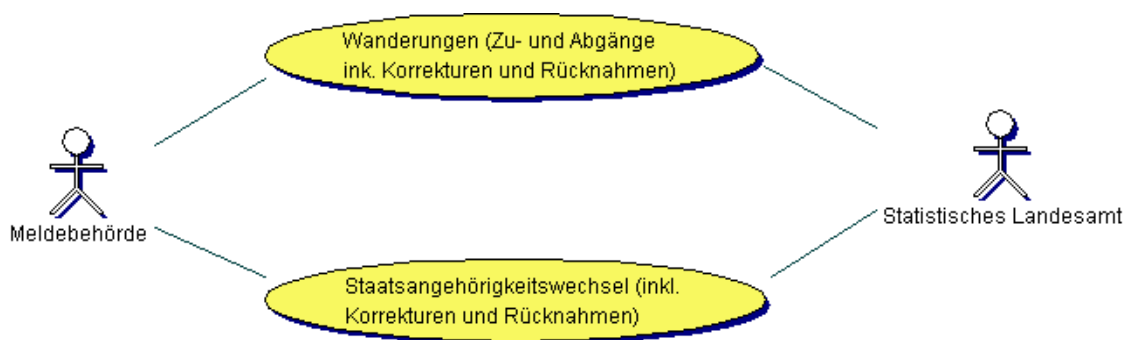 Wanderungen (Zu- und Abgänge
ink. Korrekturen und Rücknahmen)
Meldebehörde
Statistisches Landesamt
Staatsangehörigkeitswechsel (inkl.
Korrekturen und Rücknahmen)